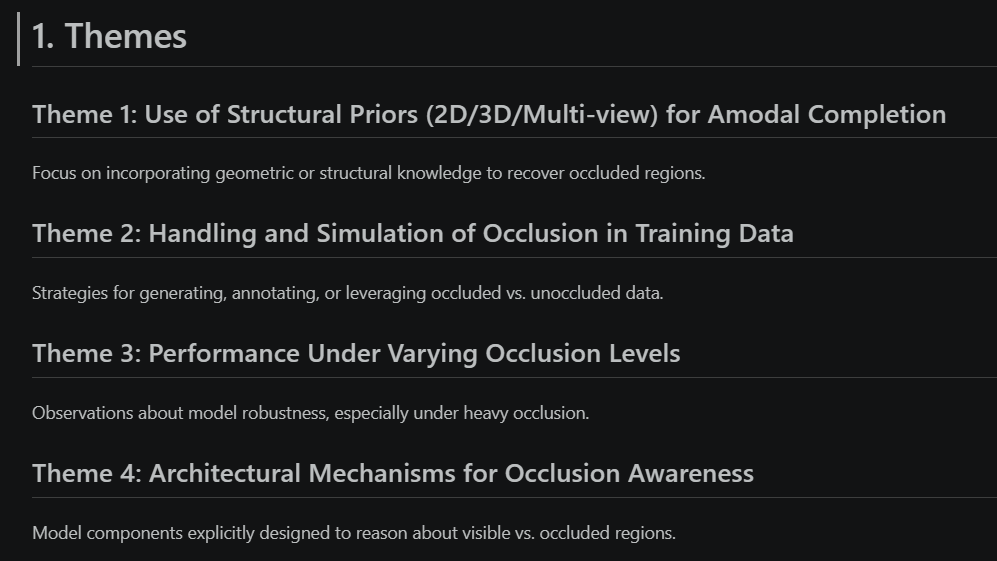 1. Themes
Theme 1: Use of Structural Priors (2D/3D/Multi-view) for Amodal Completion
Focus on incorporating geometric or structural knowledge to recover occluded regions.
Theme 2: Handling and Simulation of Occlusion in Training Data
Strategies for generating, annotating, or leveraging occluded vs. unoccluded data.
Theme 3: Performance Under Varying Occlusion Levels
Observations about model robustness, especially under heavy occlusion.
Theme 4: Architectural Mechanisms for Occlusion Awareness
Model components explicitly designed to reason about visible vs. occluded regions.